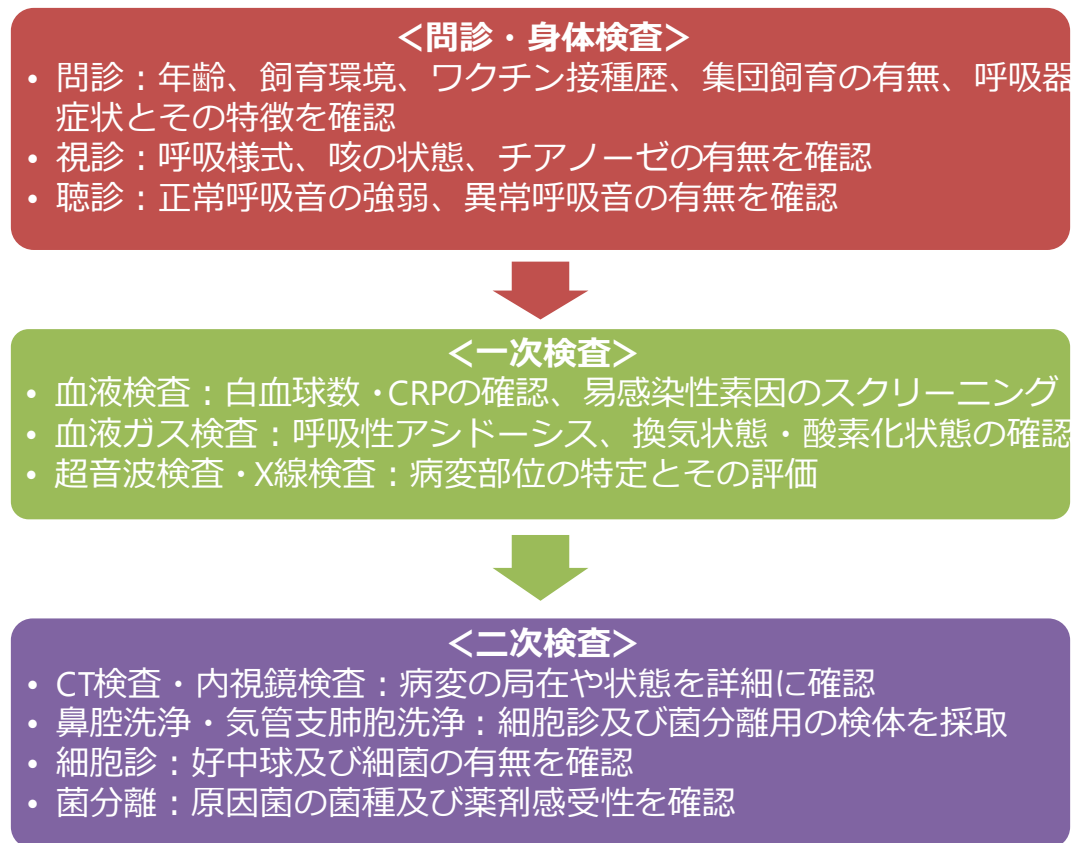 ＜問診・身体検査＞
• 問診：年齢、飼育環境、ワクチン接種歴、集団飼育の有無、呼吸器
症状とその特徴を確認
• 視診：呼吸様式、咳の状態、チアノーゼの有無を確認
• 聴診：正常呼吸音の強弱、異常呼吸音の有無を確認
＜一次検査＞
• 血液検査：白血球数・CRPの確認、易感染性素因のスクリーニング
• 血液ガス検査：呼吸性アシドーシス、換気状態・酸素化状態の確認
• 超音波検査・X線検査：病変部位の特定とその評価
＜二次検査＞
• CT検査・内視鏡検査：病変の局在や状態を詳細に確認
• 鼻腔洗浄・気管支肺胞洗浄：細胞診及び菌分離用の検体を採取
• 細胞診：好中球及び細菌の有無を確認
• 菌分離：原因菌の菌種及び薬剤感受性を確認